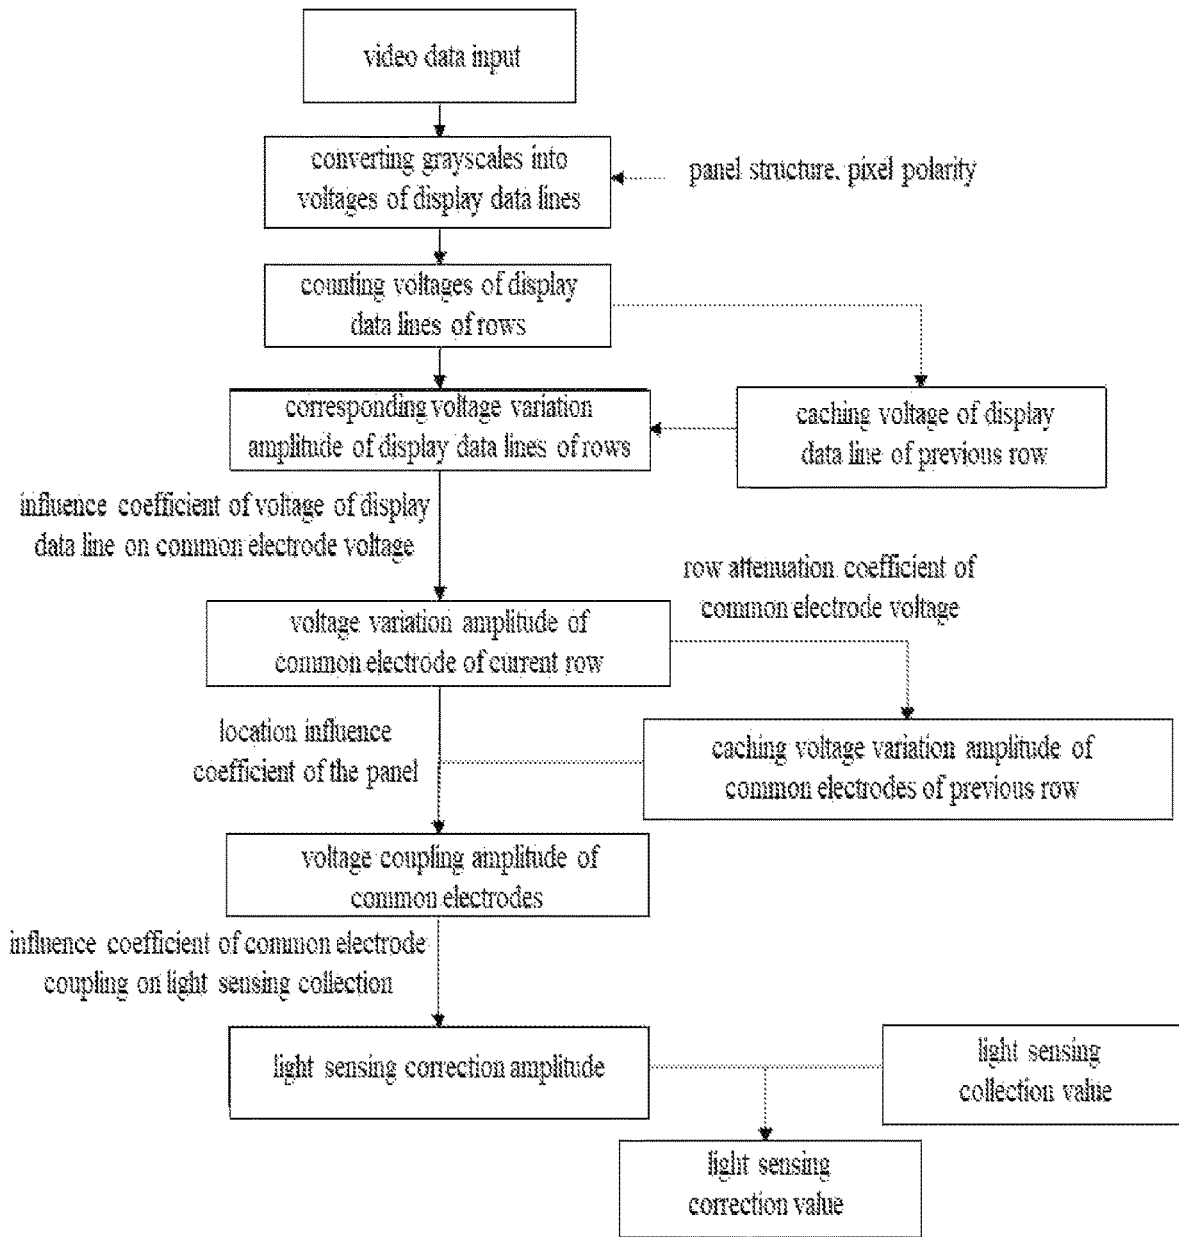 video data input
converting grayscales into
voltages of display data lines
panel structure, pixel polarity
counting voltages of display
data lines of rows
corresponding voltage variation
amplitude of display data lines of rows
caching voltage of display
data line of previous row
influence coefficient of voltage of display
data line on common electrode voltage
row attenuation coefficient of
common electrode voltage
voltage variation amplitude of
common electrode of current row
location influence
coefficient of the panel
caching voltage variation amplitude of
common electrodes of previous row
voltage coupling amplitude of
common electrodes
influence coefficient of common electrode
coupling on light sensing collection
light sensing correction amplitude
light sensing
collection value
light sensing
correction value